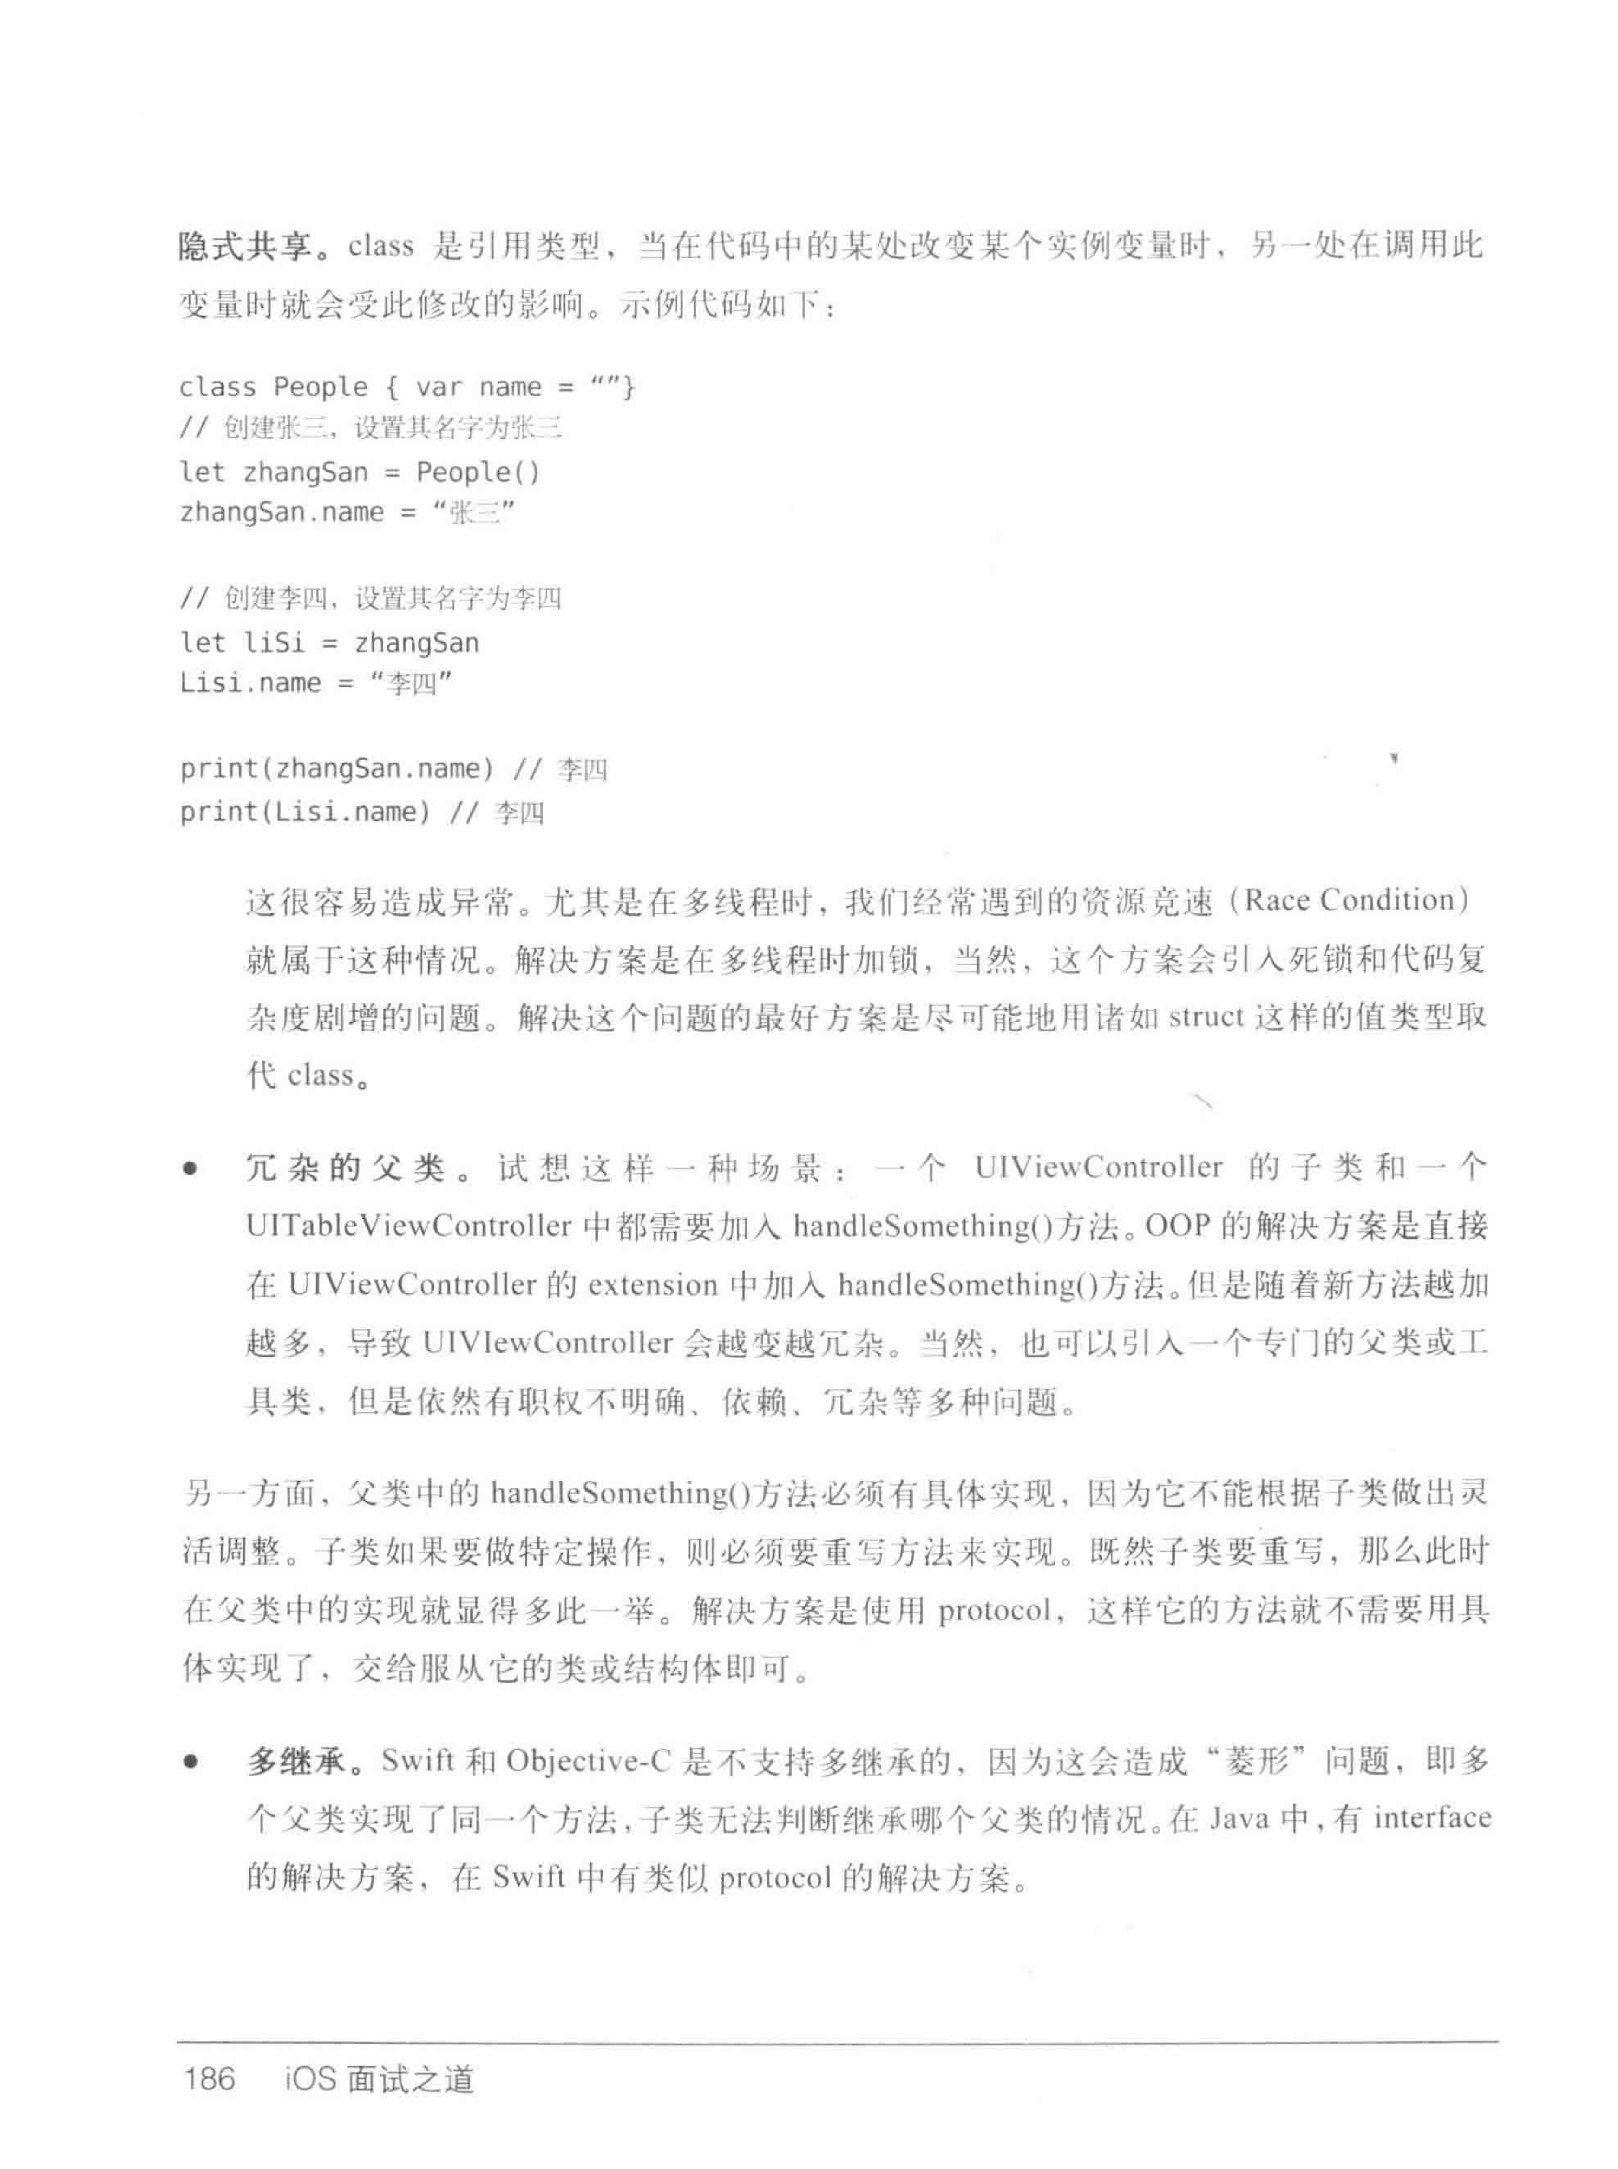 隐式共享。class 是引用类型，当在代码中的某处改变某个实例变量时，另一处在调用此
变量时就会受此修改的影响。示例代码如下：
class People { var name = “”}
// 创建张三，设置其名字为张三
let zhangSan = People()
zhangSan.name = “张三”
// 创建李四，设置其名字为李四
let liSi = zhangSan
Lisi.name = “李四”
print(zhangSan.name) // 李四
print(Lisi.name) // 李四
这很容易造成异常。尤其是在多线程时，我们经常遇到的资源竞速（Race Condition）
就属于这种情况。解决方案是在多线程时加锁，当然，这个方案会引入死锁和代码复
杂度剧增的问题。解决这个问题的最好方案是尽可能地用诸如 struct 这样的值类型取
代 class。
● 冗杂的父类。试想这样一种场景：一个 UIViewController 的子类和一个
UITableViewController 中都需要加入 handleSomething()方法。OOP 的解决方案是直接
在 UIViewController 的 extension 中加入 handleSomething()方法。但是随着新方法越加
越多，导致 UIVIewController 会越变越冗杂。当然，也可以引入一个专门的父类或工
具类，但是依然有职权不明确、依赖、冗杂等多种问题。
另一方面，父类中的 handleSomething()方法必须有具体实现，因为它不能根据子类做出灵
活调整。子类如果要做特定操作，则必须要重写方法来实现。既然子类要重写，那么此时
在父类中的实现就显得多此一举。解决方案是使用 protocol，这样它的方法就不需要用具
体实现了，交给服从它的类或结构体即可。
● 多继承。Swift 和 Objective-C 是不支持多继承的，因为这会造成“菱形”问题，即多
个父类实现了同一个方法，子类无法判断继承哪个父类的情况。在 Java 中，有 interface
的解决方案，在 Swift 中有类似 protocol 的解决方案。
186 iOS 面试之道